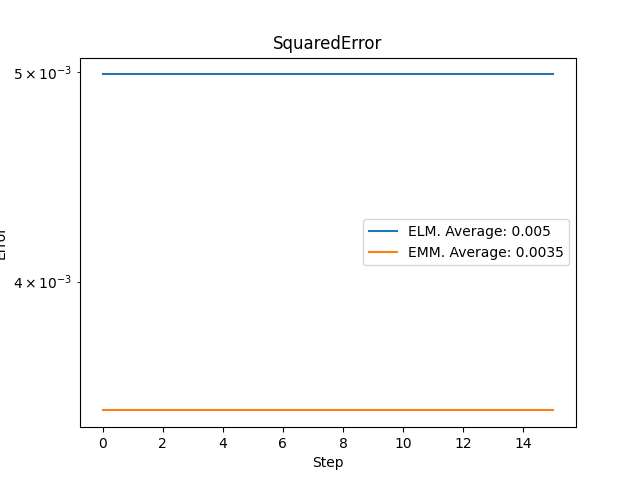 SquaredError
5 × 10⁻³
4 × 10⁻³
Error
ELM. Average: 0.005
EMM. Average: 0.0035
0 2 4 6 8 10 12 14
Step